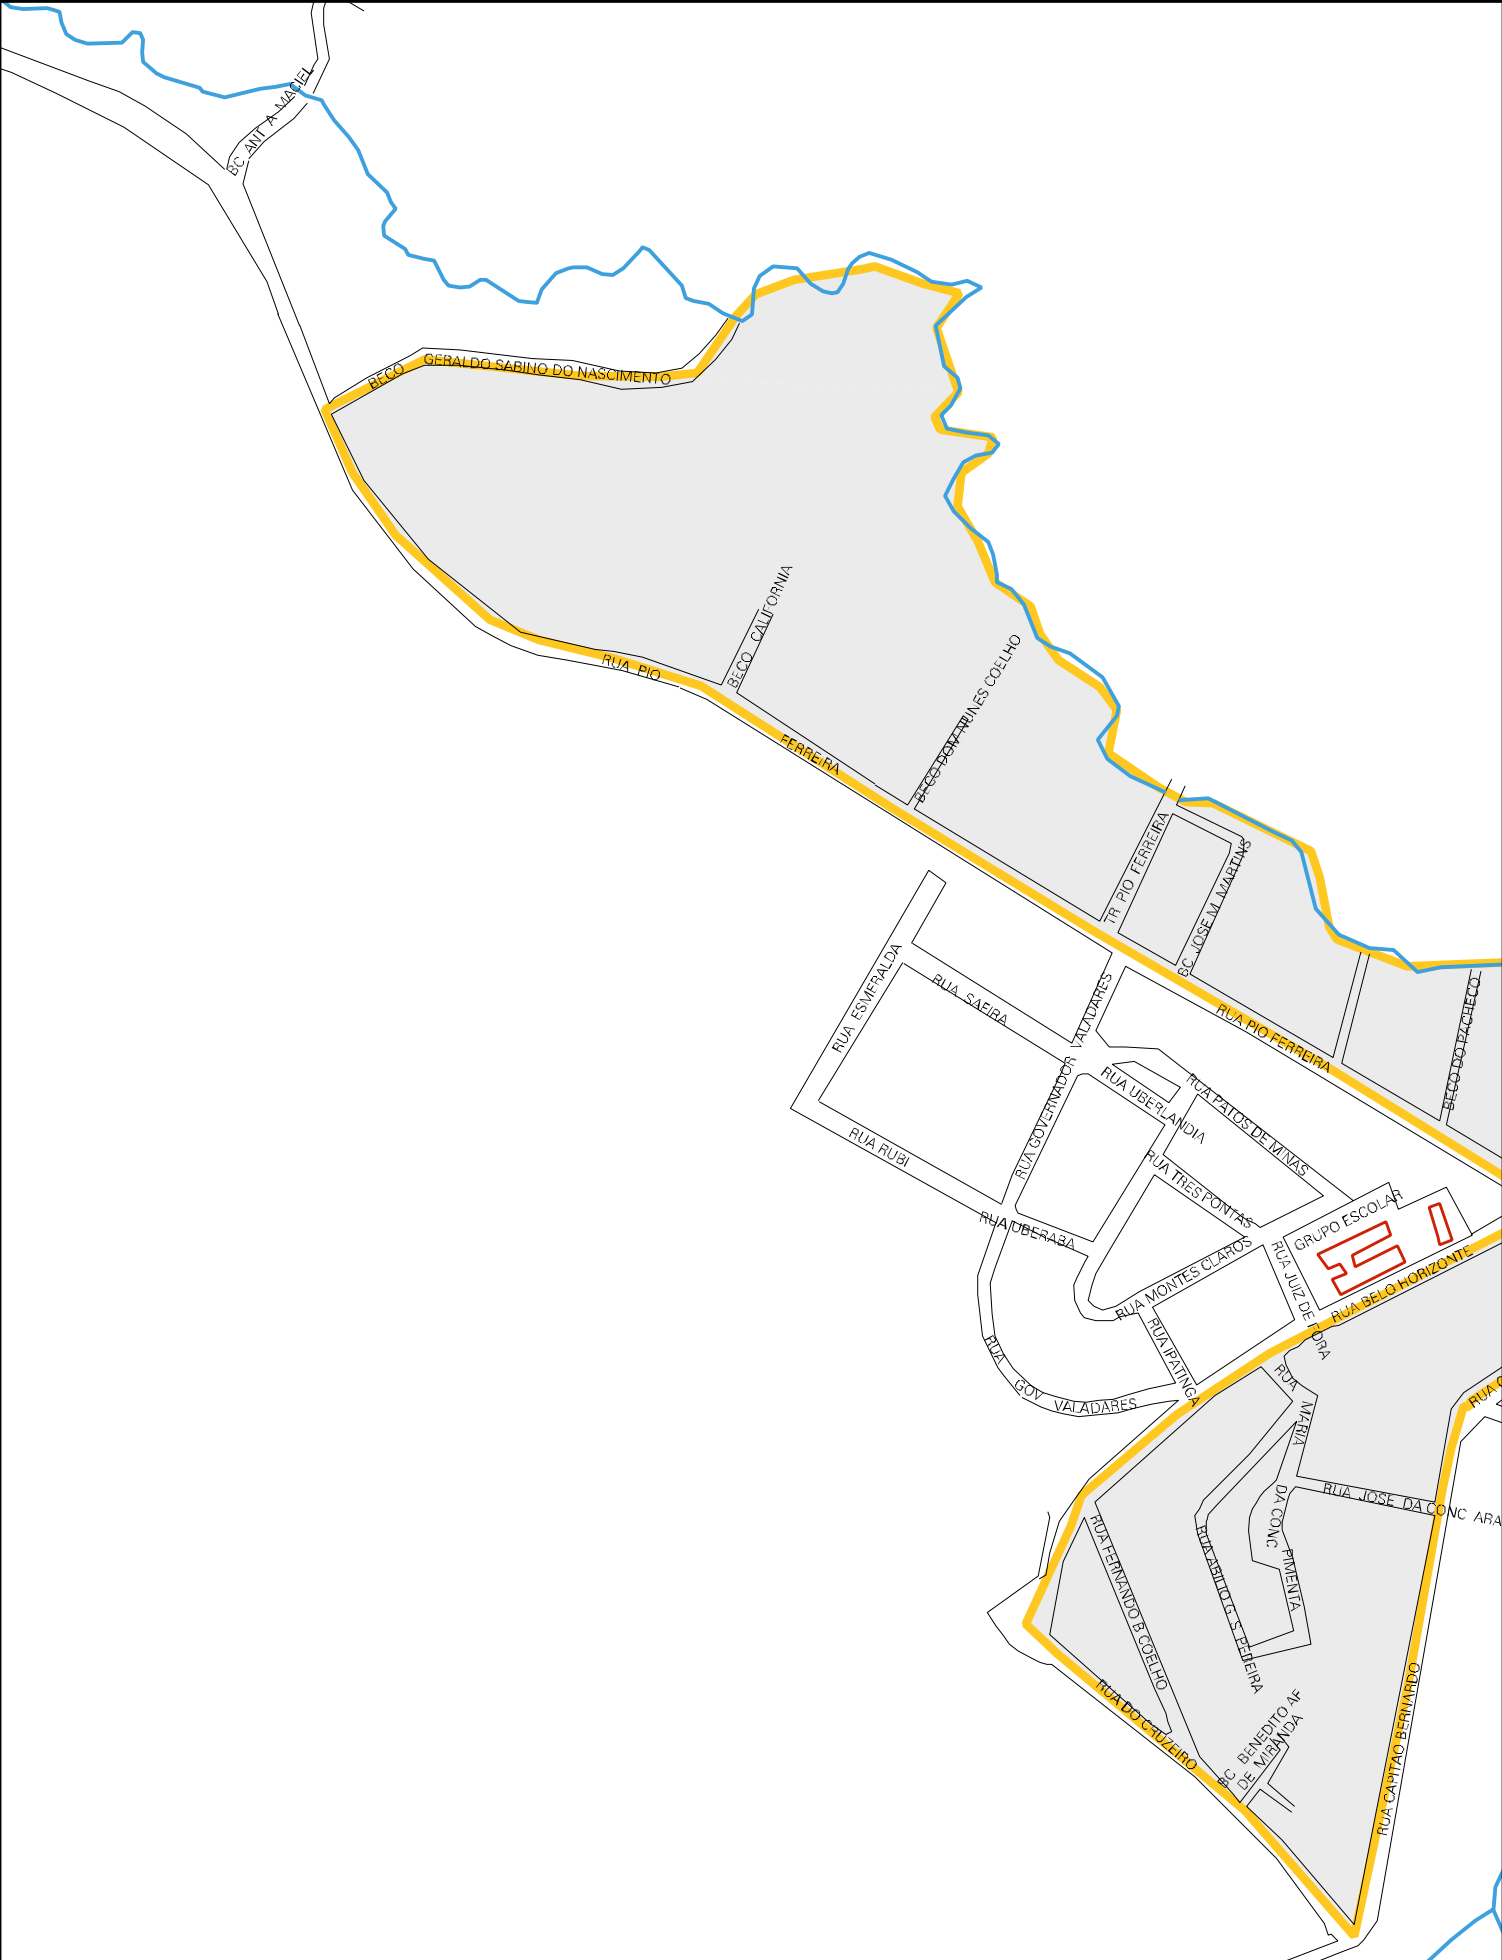 BC ANT A MACIEL
BECO GERALDO SABINO DO NASCIMENTO
RUA PIO FERREIRA
BECO CALIFORNIA
BECO DOM NUNES COELHO
TR PIO FERREIRA
BC JOSE M. MARTINS
RUA PIO FERREIRA
BECO DO PACHECO
RUA ESMERALDA
RUA SAFIRA
RUA GOVERNADOR VALADARES
RUA RUBI
RUA UBERLANDIA
RUA PATOS DE MINAS
RUA TRES PONTAS
RUA UBERABA
RUA MONTES CLAROS
GRUPO ESCOLAR
RUA JUIZ DE FORA
RUA BELO HORIZONTE
RUA IPATINGA
RUA GOV VALADARES
RUA MARIA DA CONC PIMENTA
RUA C
RUA JOSE DA CONC ARA
RUA FERNANDO B COELHO
RUA ABILIO G S PEREIRA
RUA DO CRUZEIRO
BC BENEDITO AF
DE MIRANDA
RUA CAPITAO BERNARDO